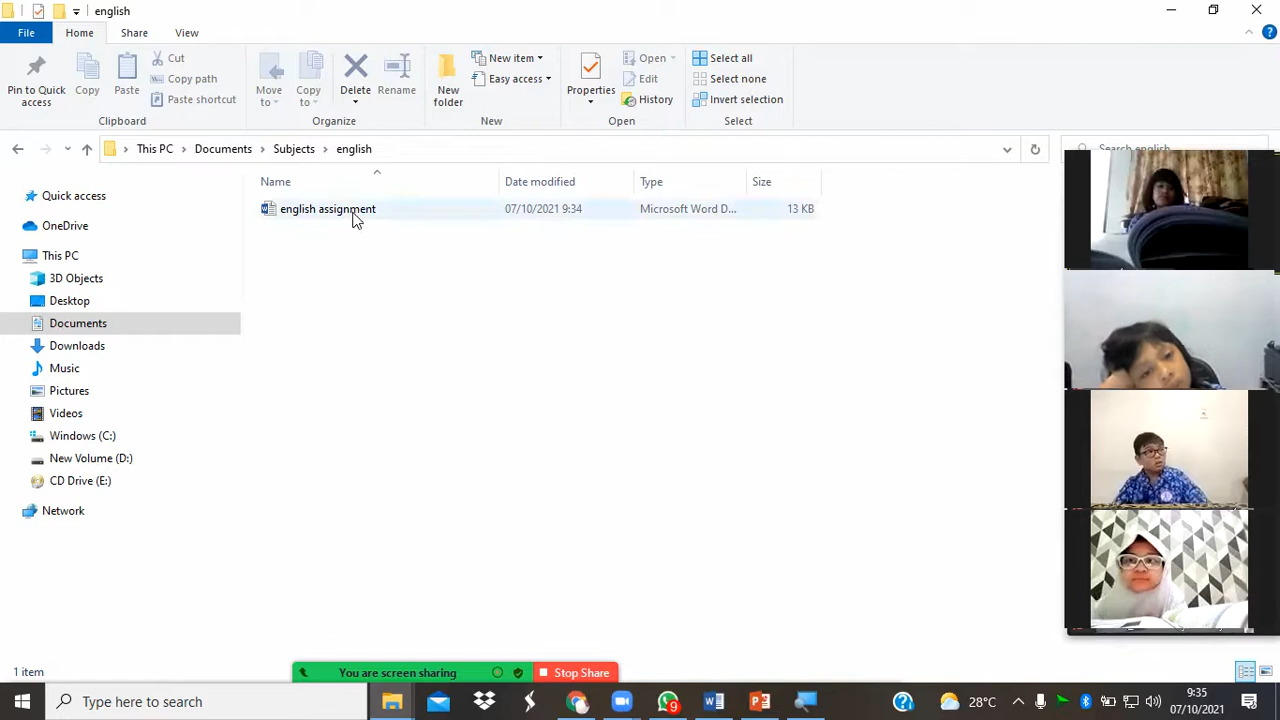 english
File
Home
Share
View
Pin to Quick access
Copy
Paste
Cut
Copy path
Paste shortcut
Clipboard
Move to
Copy to
Delete
Rename
Organize
New folder
New item
Easy access
New
Properties
Open
Edit
History
Open
Select all
Select none
Invert selection
Select
This PC
Documents
Subjects
english
Search english
Name
Date modified
Type
Size
english assignment
07/10/2021 9:34
Microsoft Word D...
13 KB
Quick access
OneDrive
This PC
3D Objects
Desktop
Documents
Downloads
Music
Pictures
Videos
Windows (C:)
New Volume (D:)
CD Drive (E:)
Network
1 item
You are screen sharing
Stop Share
Type here to search
9
28°C
9:35
07/10/2021